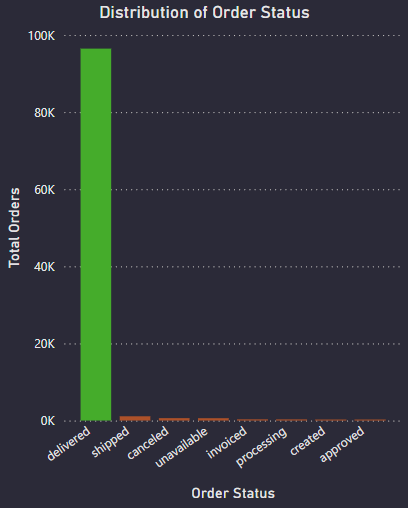 Distribution of Order Status
100K
80K
60K
40K
20K
0K
Total Orders
delivered
shipped
canceled
unavailable
invoiced
processing
created
approved
Order Status